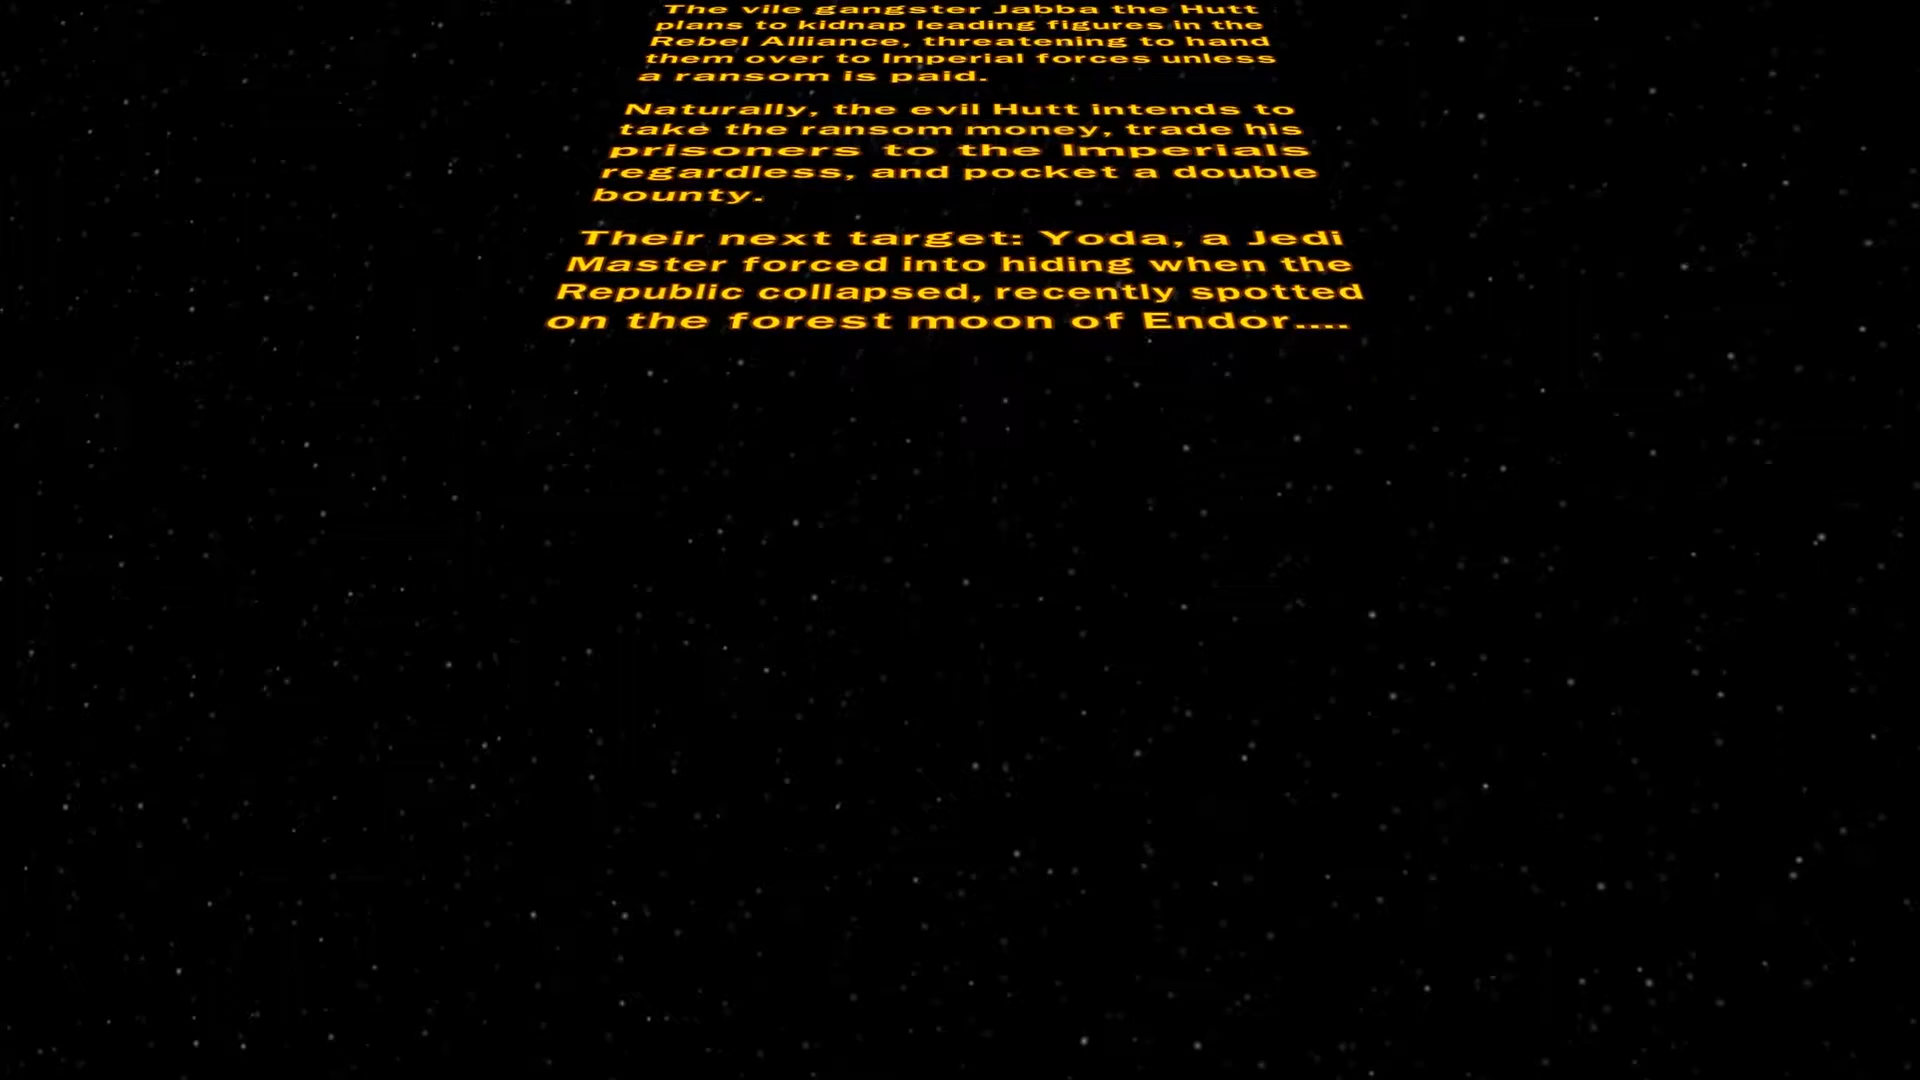 The vile gangster Jabba the Hutt
plans to kidnap leading figures in the
Rebel Alliance, threatening to hand
them over to Imperial forces unless
a ransom is paid.
Naturally, the evil Hutt intends to
take the ransom money, trade his
prisoners to the Imperials
regardless, and pocket a double
bounty.
Their next target: Yoda, a Jedi
Master forced into hiding when the
Republic collapsed, recently spotted
on the forest moon of Endor....